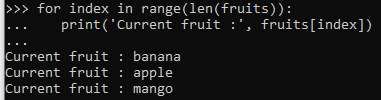 >>> for index in range(len(fruits)):
...     print('Current fruit :', fruits[index])
...
Current fruit : banana
Current fruit : apple
Current fruit : mango